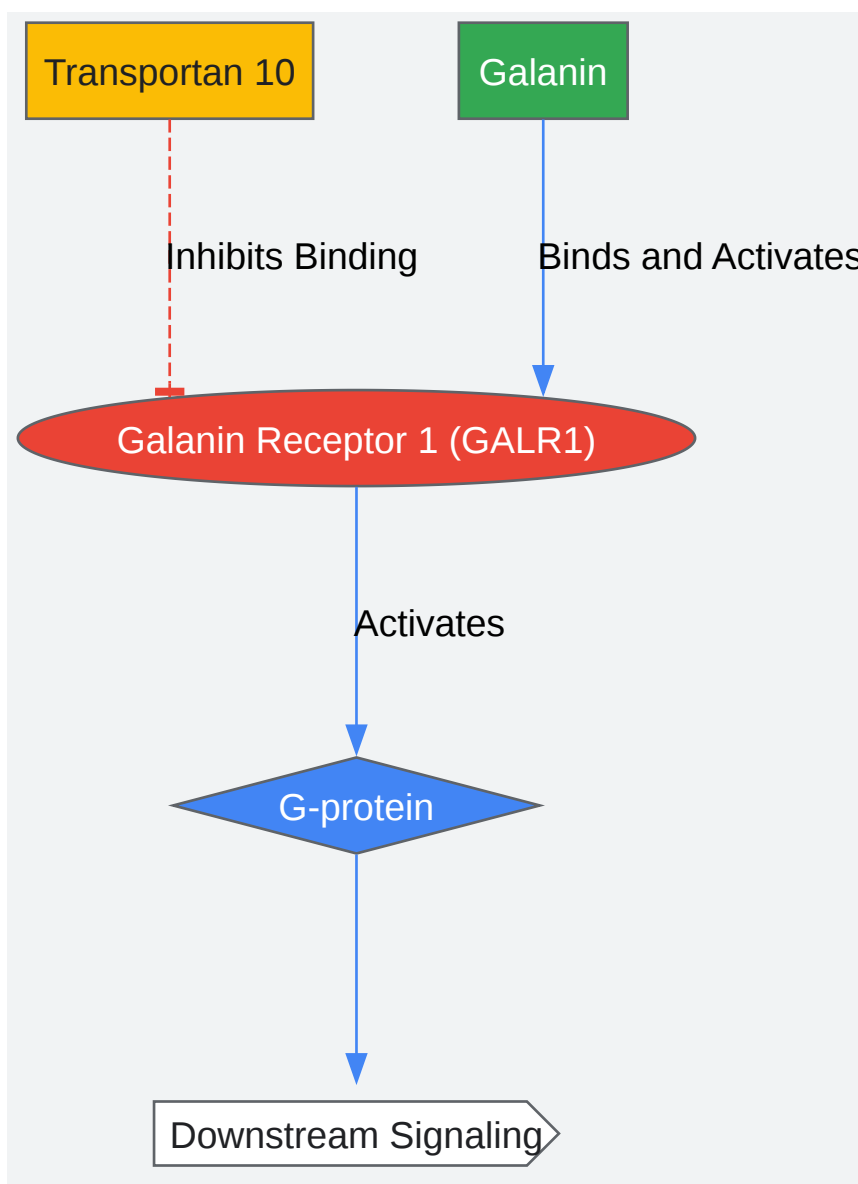 Transportan 10
Galanin
Inhibits Binding
Binds and Activates
Galanin Receptor 1 (GALR1)
Activates
G-protein
Downstream Signaling